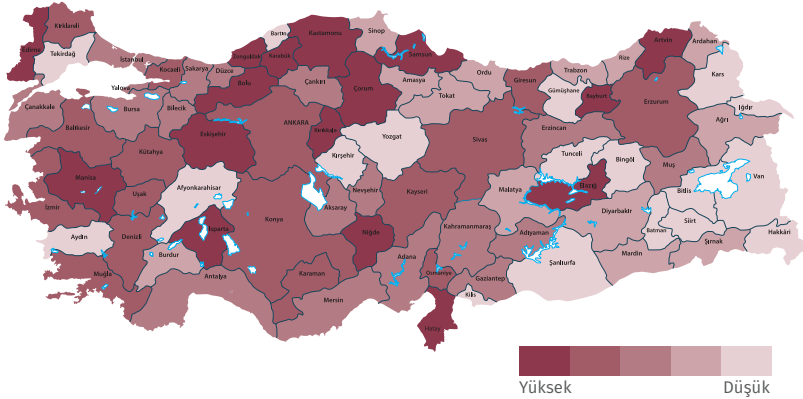 Kırklareli
Edirne
Tekirdağ
İstanbul
Kocaeli
Yalova
Sakarya
Düzce
Zonguldak
Bartın
Karabük
Kastamonu
Sinop
Samsun
Bolu
Çankırı
Çorum
Amasya
Ordu
Tokat
Giresun
Trabzon
Gümüşhane
Bayburt
Rize
Artvin
Ardahan
Kars
Iğdır
Ağrı
Erzurum
Erzincan
Çanakkale
Bursa
Bilecik
Balıkesir
Kütahya
Eskişehir
ANKARA
Kırıkkale
Kırşehir
Yozgat
Sivas
Tunceli
Bingöl
Muş
Van
Bitlis
Manisa
Uşak
Afyonkarahisar
İzmir
Aydın
Denizli
Burdur
Isparta
Konya
Aksaray
Nevşehir
Kayseri
Niğde
Malatya
Elazığ
Diyarbakır
Batman
Siirt
Hakkâri
Şırnak
Mardin
Adıyaman
Şanlıurfa
Kahramanmaraş
Gaziantep
Kilis
Adana
Osmaniye
Hatay
Mersin
Karaman
Antalya
Muğla
Yüksek
Düşük